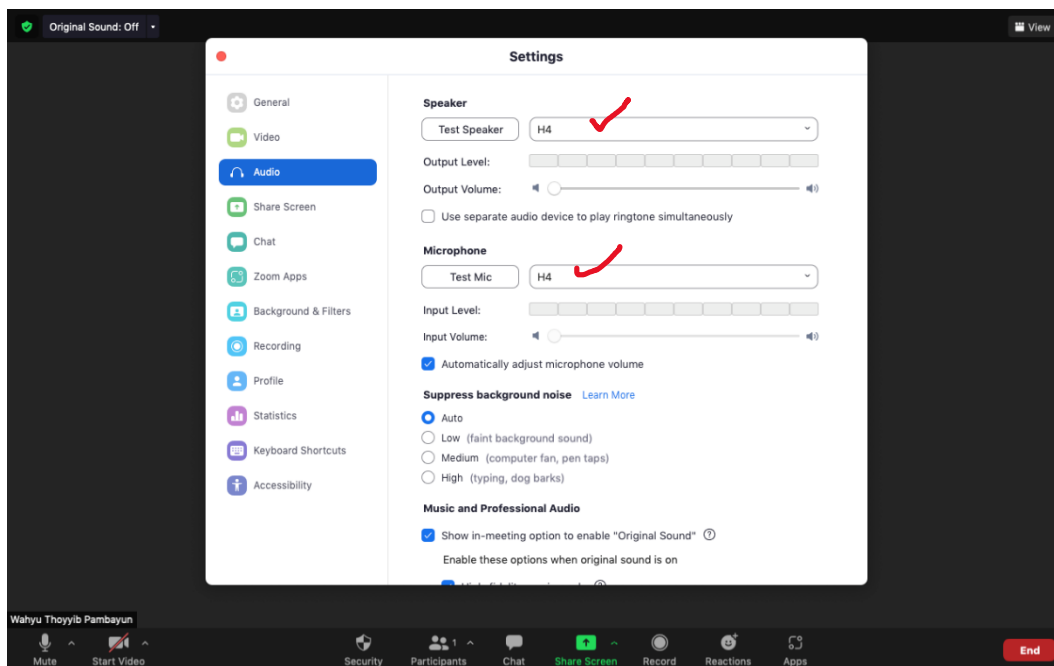 Original Sound: Off
View
Settings
General
Video
Audio
Share Screen
Chat
Zoom Apps
Background & Filters
Recording
Profile
Statistics
Keyboard Shortcuts
Accessibility
Speaker
Test Speaker H4
Output Level:
Output Volume:
Use separate audio device to play ringtone simultaneously
Microphone
Test Mic H4
Input Level:
Input Volume:
Automatically adjust microphone volume
Suppress background noise Learn More
Auto
Low (faint background sound)
Medium (computer fan, pen taps)
High (typing, dog barks)
Music and Professional Audio
Show in-meeting option to enable "Original Sound" ?
Enable these options when original sound is on
Wahyu Thoyyib Pambayun
Mute Start Video Security Participants 1 Chat Share Screen Record Reactions Apps End